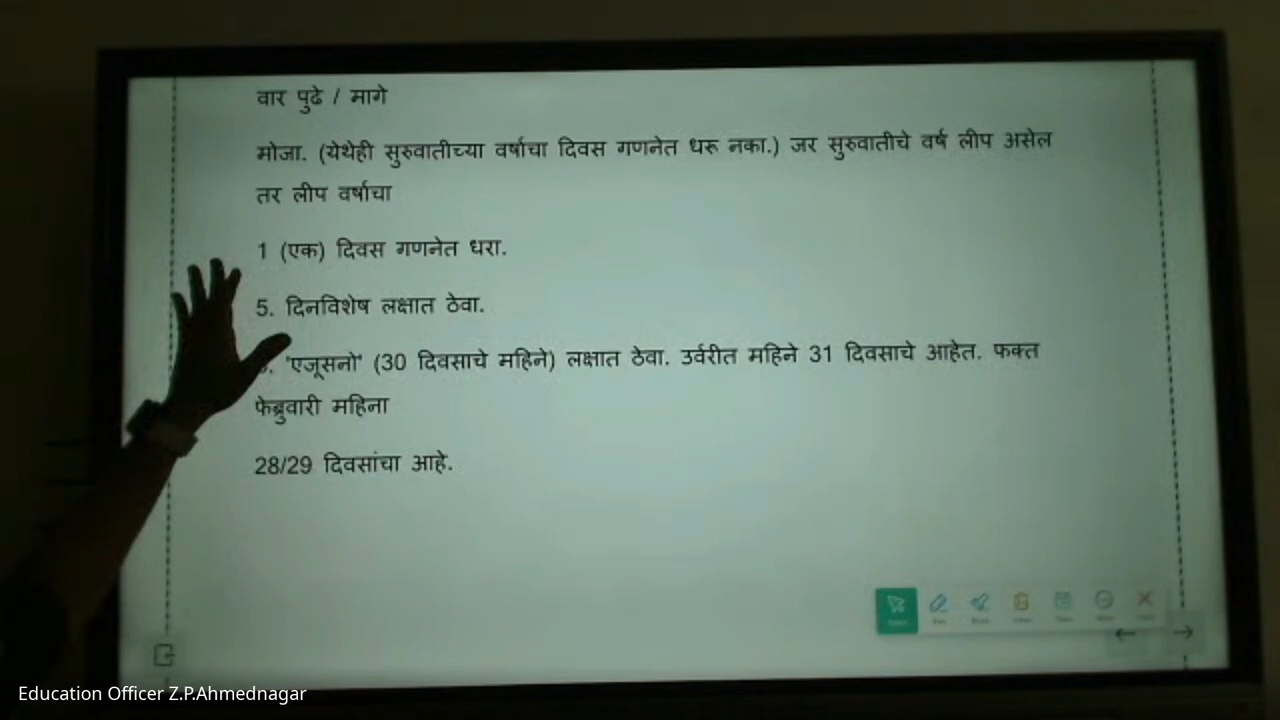 वार पुढे / मागे
मोजा. (येथेही सुरुवातीच्या वर्षाचा दिवस गणनेत धरू नका.) जर सुरुवातीचे वर्ष लीप असेल
तर लीप वर्षाचा
1 (एक) दिवस गणनेत धरा.
5. दिनविशेष लक्षात ठेवा.
'एजूसनो' (30 दिवसाचे महिने) लक्षात ठेवा. उर्वरीत महिने 31 दिवसाचे आहेत. फक्त
फेब्रुवारी महिना
28/29 दिवसांचा आहे.
Education Officer Z.P.Ahmednagar